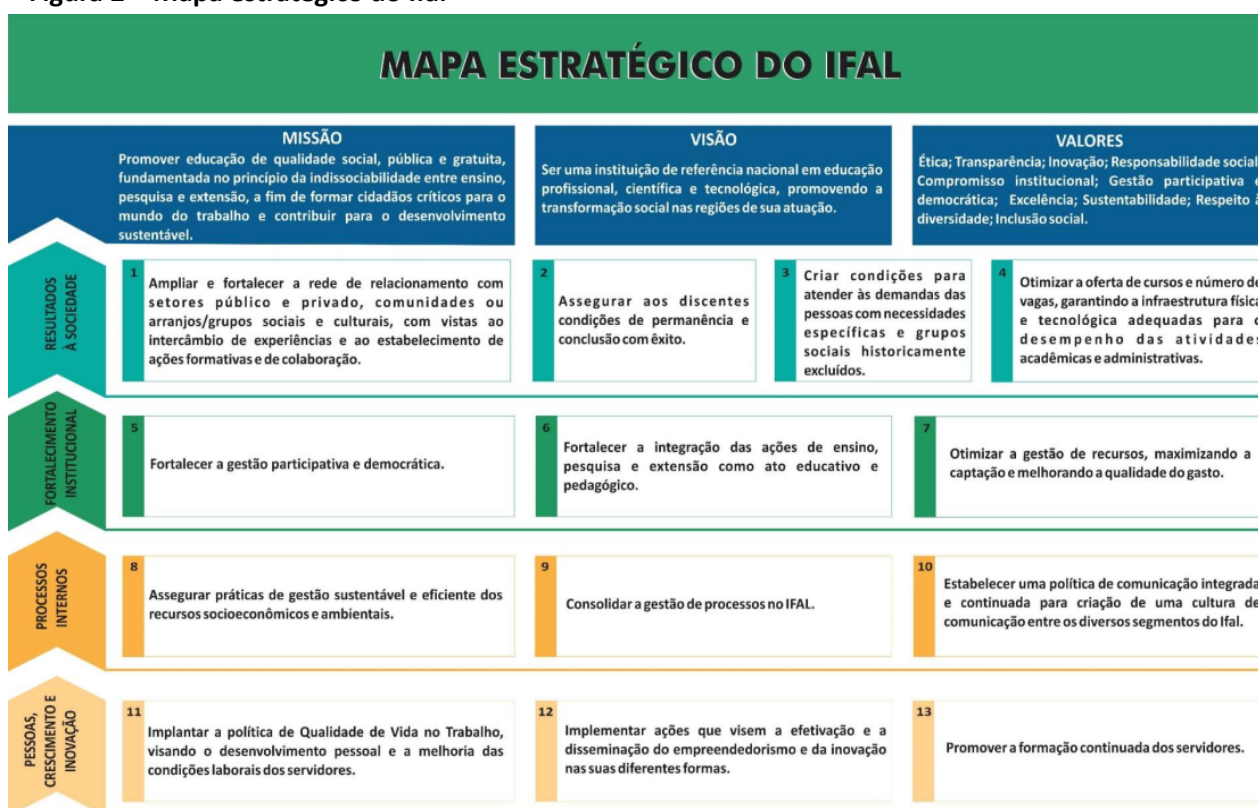 MAPA ESTRATÉGICO DO IFAL
MISSÃO
Promover educação de qualidade social, pública e gratuita,
fundamentada no princípio da indissociabilidade entre ensino,
pesquisa e extensão, a fim de formar cidadãos críticos para o
mundo do trabalho e contribuir para o desenvolvimento
sustentável.
VISÃO
Ser uma instituição de referência nacional em educação
profissional, científica e tecnológica, promovendo a
transformação social nas regiões de sua atuação.
VALORES
Ética; Transparência; Inovação; Responsabilidade social
Compromisso institucional; Gestão participativa e
democrática; Excelência; Sustentabilidade; Respeito à
diversidade; Inclusão social.
RESULTADOS
À SOCIEDADE
1
Ampliar e fortalecer a rede de relacionamento com
setores público e privado, comunidades ou
arranjos/grupos sociais e culturais, com vistas ao
intercâmbio de experiências e ao estabelecimento de
ações formativas e de colaboração.
2
Assegurar aos discentes
condições de permanência e
conclusão com êxito.
3
Criar condições para
atender às demandas das
pessoas com necessidades
específicas e grupos
sociais historicamente
excluídos.
4
Otimizar a oferta de cursos e número de
vagas, garantindo a infraestrutura física
e tecnológica adequadas para o
desempenho das atividades
acadêmicas e administrativas.
FORTALECIMENTO
INSTITUCIONAL
5
Fortalecer a gestão participativa e democrática.
6
Fortalecer a integração das ações de ensino,
pesquisa e extensão como ato educativo e
pedagógico.
7
Otimizar a gestão de recursos, maximizando a
captação e melhorando a qualidade do gasto.
PROCESSOS
INTERNOS
8
Assegurar práticas de gestão sustentável e eficiente dos
recursos socioeconômicos e ambientais.
9
Consolidar a gestão de processos no IFAL.
10
Estabelecer uma política de comunicação integrada
e continuada para criação de uma cultura de
comunicação entre os diversos segmentos do Ifal.
PESSOAS,
CRESCIMENTO E
INOVAÇÃO
11
Implantar a política de Qualidade de Vida no Trabalho,
visando o desenvolvimento pessoal e a melhoria das
condições laborais dos servidores.
12
Implementar ações que visem a efetivação e a
disseminação do empreendedorismo e da inovação
nas suas diferentes formas.
13
Promover a formação continuada dos servidores.